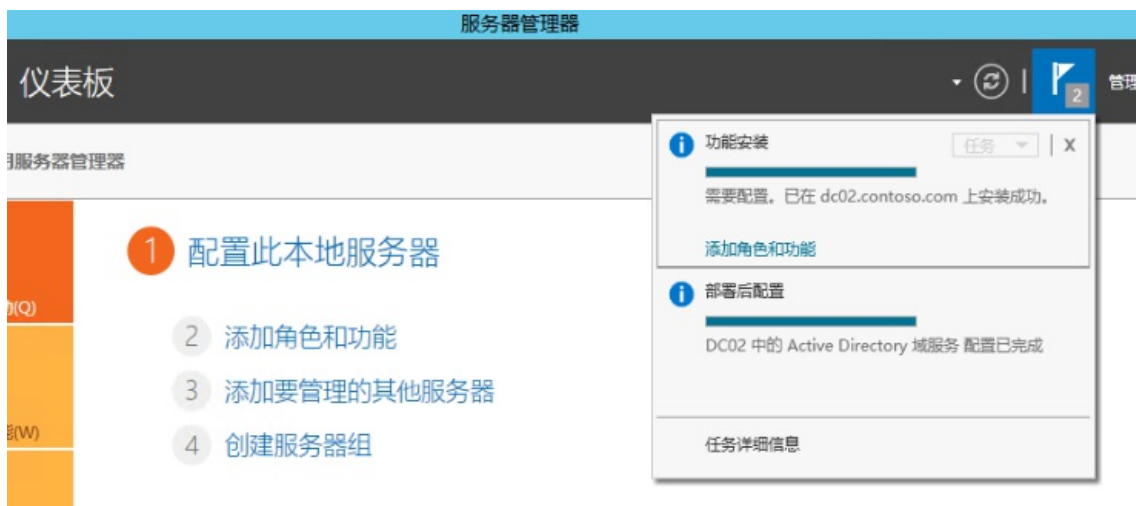 服务器管理器
仪表板
2
管理
服务器管理器
功能安装
任务
X
需要配置。已在 dc02.contoso.com 上安装成功。
添加角色和功能
部署后配置
DC02 中的 Active Directory 域服务 配置已完成
任务详细信息
1 配置此本地服务器
2 添加角色和功能
3 添加要管理的其他服务器
4 创建服务器组
(Q)
(W)